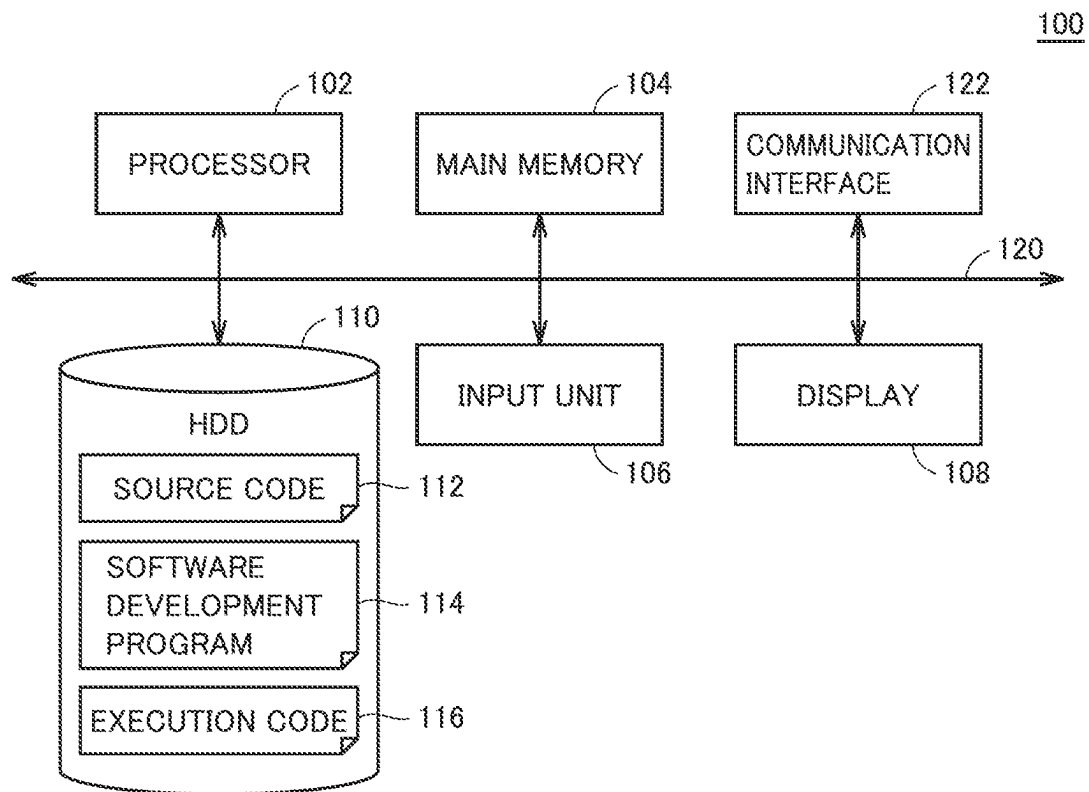 100
102
104
122
PROCESSOR
MAIN MEMORY
COMMUNICATION
INTERFACE
120
110
HDD
INPUT UNIT
DISPLAY
106
108
SOURCE CODE
112
SOFTWARE
DEVELOPMENT
PROGRAM
114
EXECUTION CODE
116